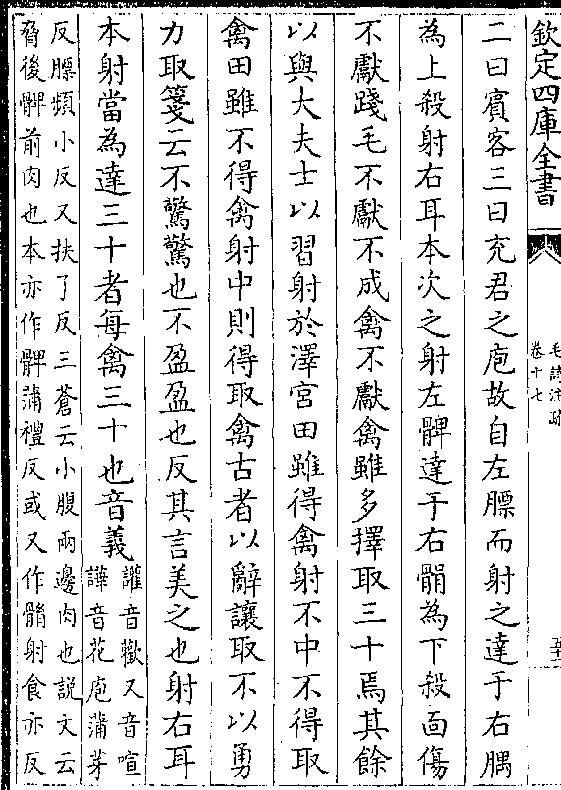 欽定四庫全書
毛詩注疏
卷十七
二曰賓客三曰充君之庖故自左膘而射之達于右腢
為上殺射右耳本次之射左髀達于右䯚為下殺面傷
不獻踐毛不獻不成禽不獻禽雖多擇取三十焉其餘
以與大夫士以習射於澤宮田雖得禽射不中不得取
禽田雖不得禽射中則得取禽古者以辭讓取不以勇
力取箋云不驚驚也不盈盈也反其言美之也射右耳
本射當為達三十者每禽三十也音義
讙音歡又音喧
譁音花庖蒲茅
反膘頻小反又扶了反三蒼云小腹兩邊肉也説文云
脅後髀前肉也本亦作髀蒲禮反或又作䯚射食亦反